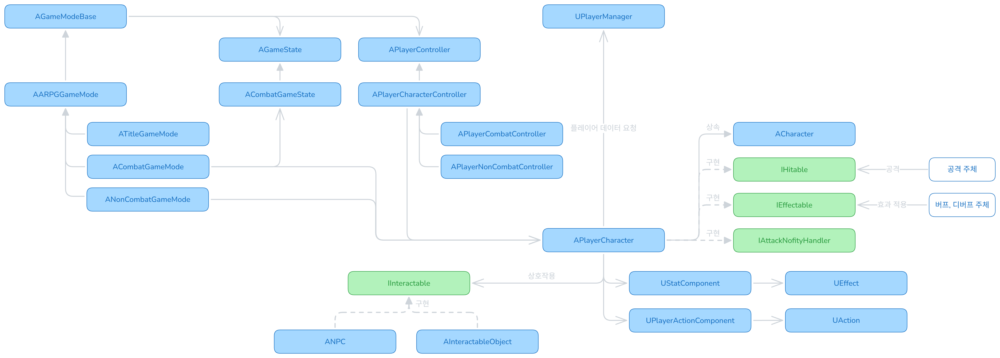 AGameModeBase
UPlayerManager
AGameState
APlayerController
AARPGGameMode
ACombatGameState
APlayerCharacterController
ATitleGameMode
APlayerCombatController
플레이어 데이터 요청
상속
ACharacter
ACombatGameMode
APlayerNonCombatController
구현
IHitable
공격
공격 주체
ANonCombatGameMode
구현
IEffectable
효과 적용
버프, 디버프 주체
APlayerCharacter
구현
IAttackNofityHandler
IInteractable
상호작용
UStatComponent
UEffect
구현
UPlayerActionComponent
UAction
ANPC
AInteractableObject